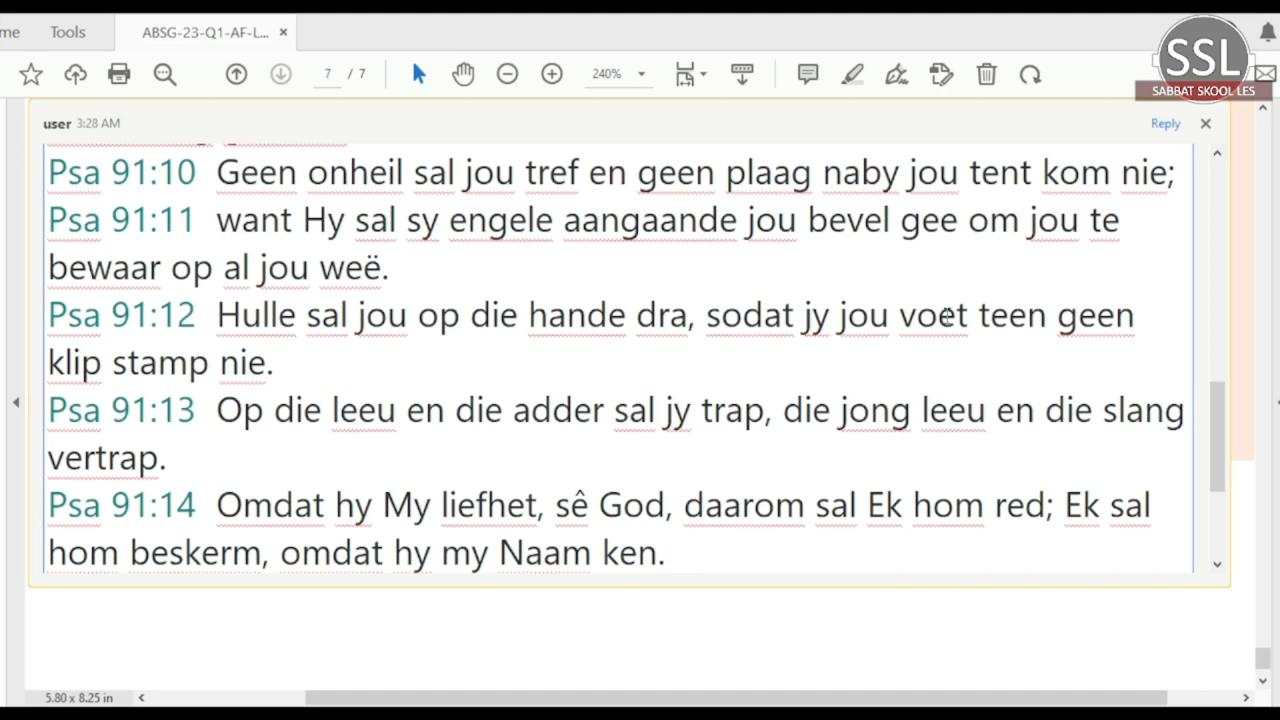 me Tools ABSG-23-Q1-AF-L... ×
SSL
SABBAT SKOOL LES
7 / 7 240%
user 3:28 AM Reply
Psa 91:10 Geen onheil sal jou tref en geen plaag naby jou tent kom nie;
Psa 91:11 want Hy sal sy engele aangaande jou bevel gee om jou te
bewaar op al jou weë.
Psa 91:12 Hulle sal jou op die hande dra, sodat jy jou voet teen geen
klip stamp nie.
Psa 91:13 Op die leeu en die adder sal jy trap, die jong leeu en die slang
vertrap.
Psa 91:14 Omdat hy My liefhet, sê God, daarom sal Ek hom red; Ek sal
hom beskerm, omdat hy my Naam ken.
5.80 x 8.25 in